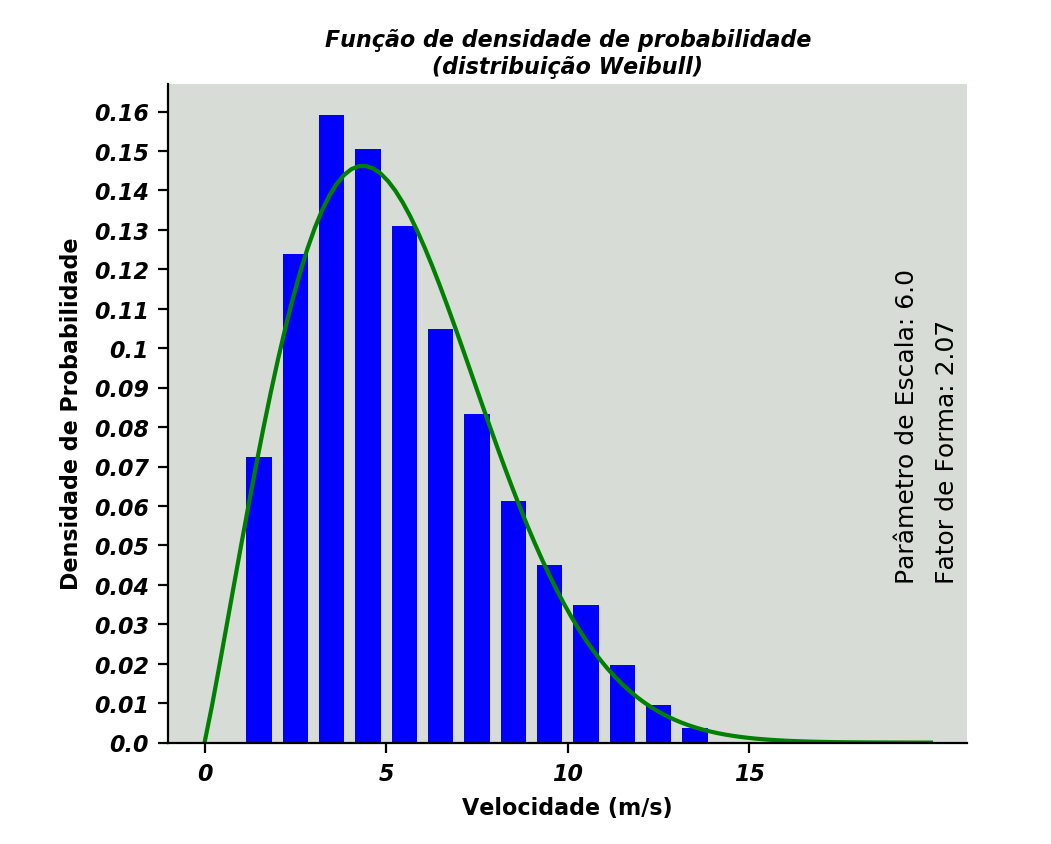 Função de densidade de probabilidade
(distribuição Weibull)
Densidade de Probabilidade
0.16
0.15
0.14
0.13
0.12
0.11
0.1
0.09
0.08
0.07
0.06
0.05
0.04
0.03
0.02
0.01
0.0
0 5 10 15
Velocidade (m/s)
Parâmetro de Escala: 6.0
Fator de Forma: 2.07